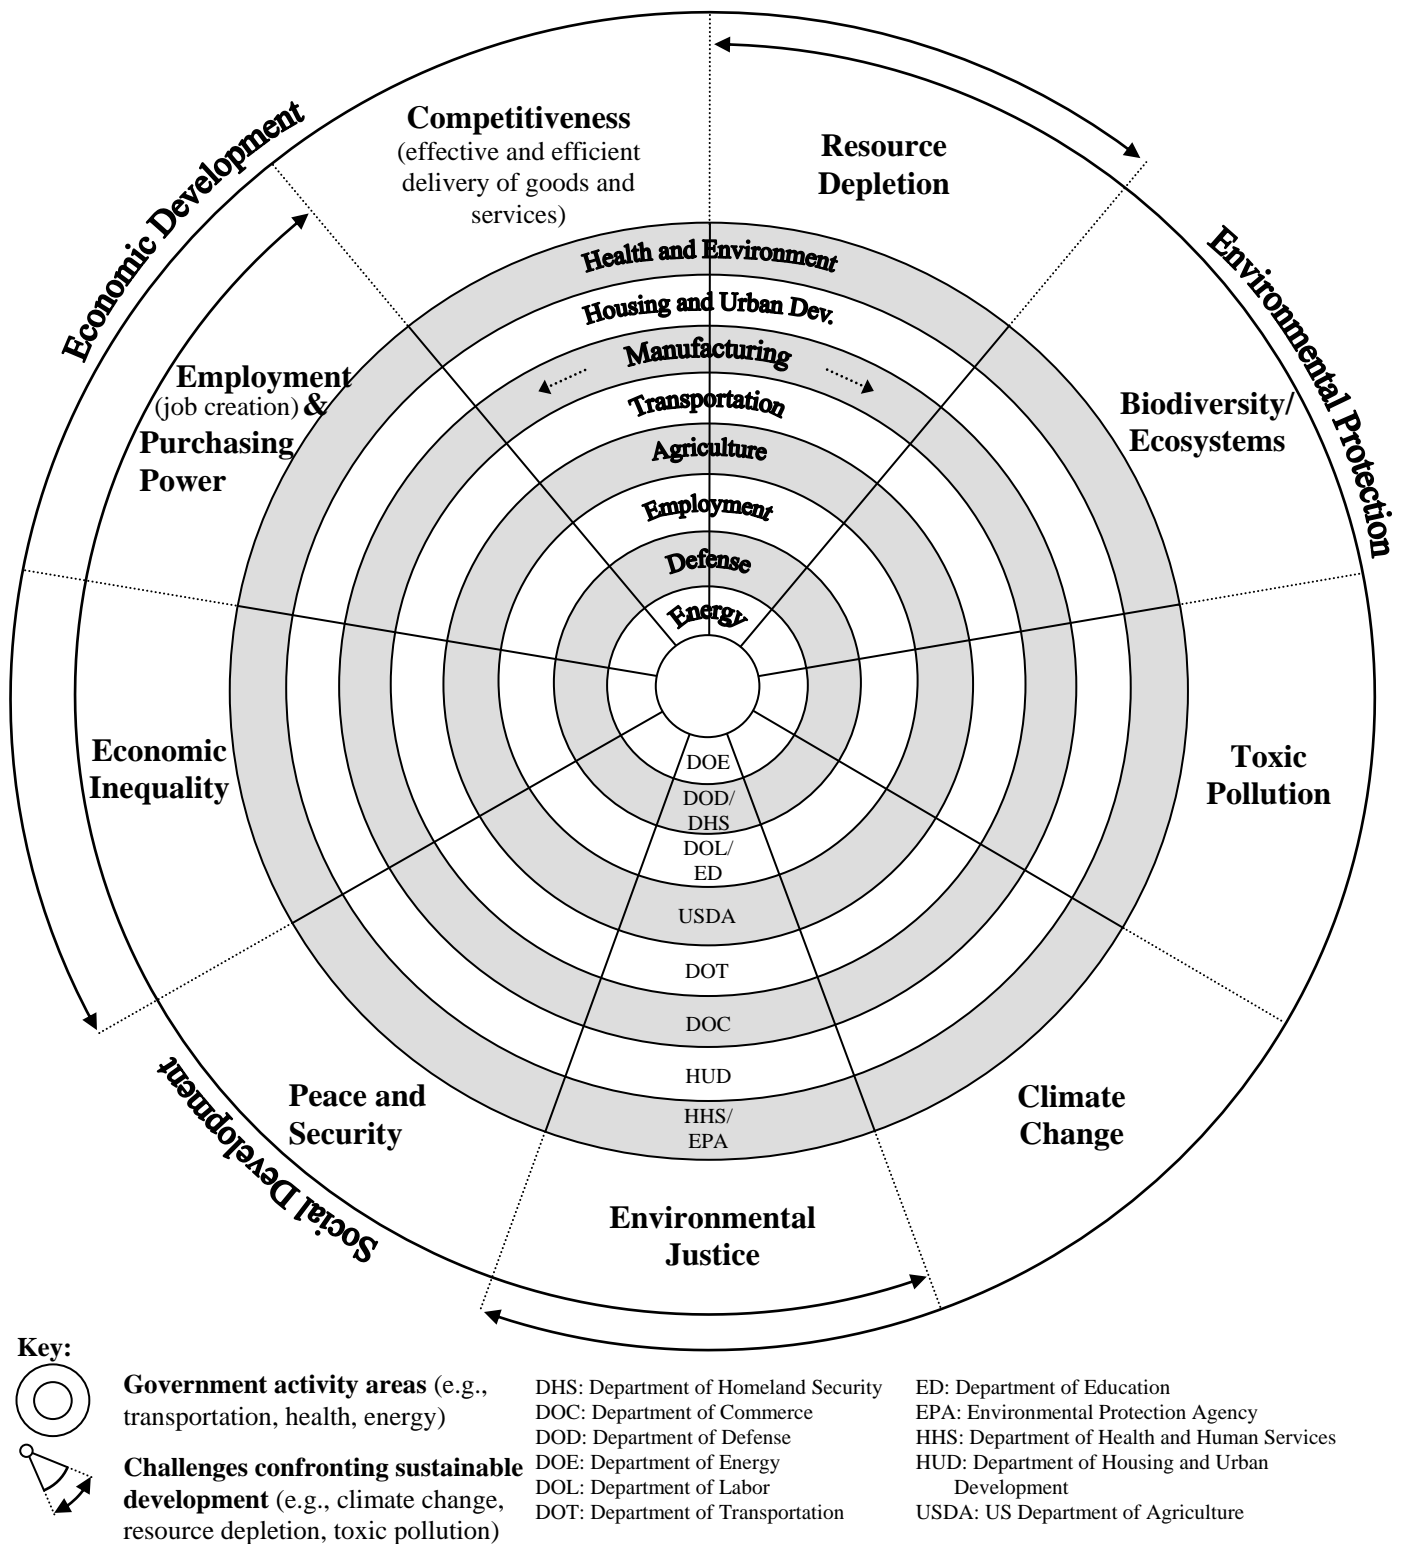 Economic Development
Competitiveness
(effective and efficient
delivery of goods and
services)
Resource
Depletion
Environmental Protection
Health and Environment
Housing and Urban Dev.
Manufacturing
Transportation
Agriculture
Employment
Defense
Energy
Employment
(job creation) &
Purchasing
Power
Biodiversity/
Ecosystems
Economic
Inequality
Toxic
Pollution
DOE
DOD/
DHS
DOL/
ED
USDA
DOT
DOC
HUD
HHS/
EPA
Social Development
Peace and
Security
Climate
Change
Environmental
Justice
Key:
Government activity areas (e.g.,
transportation, health, energy)
Challenges confronting sustainable
development (e.g., climate change,
resource depletion, toxic pollution)
DHS: Department of Homeland Security
DOC: Department of Commerce
DOD: Department of Defense
DOE: Department of Energy
DOL: Department of Labor
DOT: Department of Transportation
ED: Department of Education
EPA: Environmental Protection Agency
HHS: Department of Health and Human Services
HUD: Department of Housing and Urban
Development
USDA: US Department of Agriculture